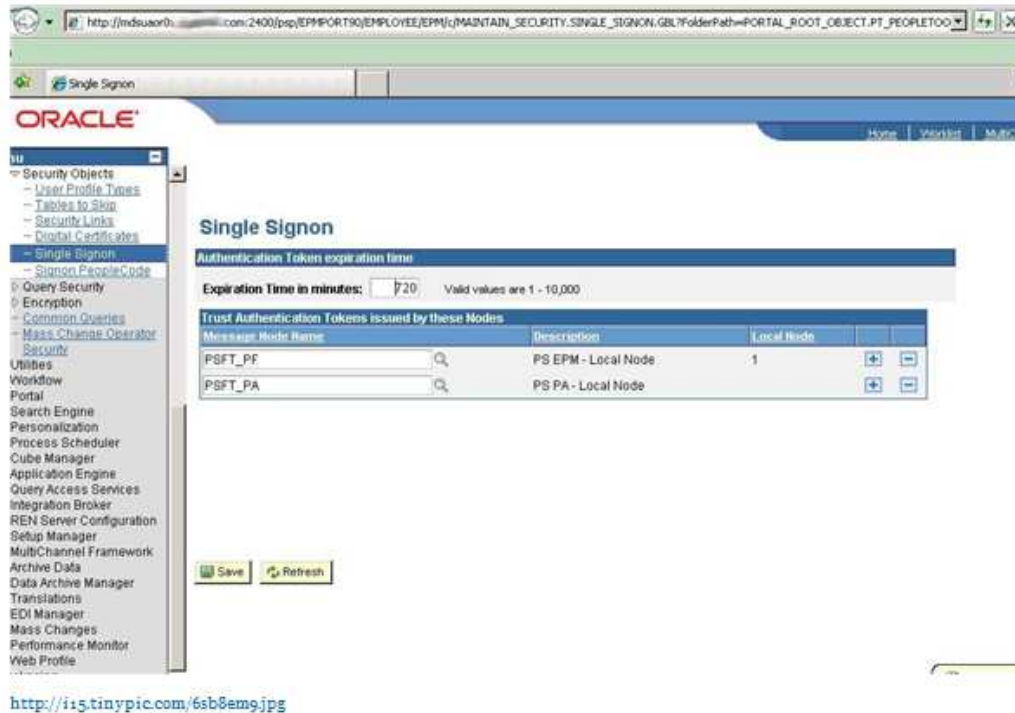 http://mdsuaor0 .com:2400/psp/EPMPORT90/EMPLOYEE/EPM/c/MAINTAIN_SECURITY.SINGLE_SIGNON.GBL?FolderPath=PORTAL_ROOT_OBJECT.PT_PEOPLETOO
Single Signon
ORACLE
Home | Worklist | MultiC
nu
Security Objects
User Profile Types
Tables to Skip
Security Links
Digital Certificates
Single Signon
Signon PeopleCode
Query Security
Encryption
Common Queries
Mass Change Operator
Security
Utilities
Workflow
Portal
Search Engine
Personalization
Process Scheduler
Cube Manager
Application Engine
Query Access Services
Integration Broker
REN Server Configuration
Setup Manager
MultiChannel Framework
Archive Data
Data Archive Manager
Translations
EDI Manager
Mass Changes
Performance Monitor
Web Profile
Single Signon
Authentication Token expiration time
Expiration Time in minutes: 720 Valid values are 1 - 10,000
Trust Authentication Tokens issued by these Nodes
Message Node Name Description Local Node
PSFT_PF PS EPM - Local Node 1
PSFT_PA PS PA - Local Node
Save Refresh
http://i15.tinypic.com/6sb8em9.jpg